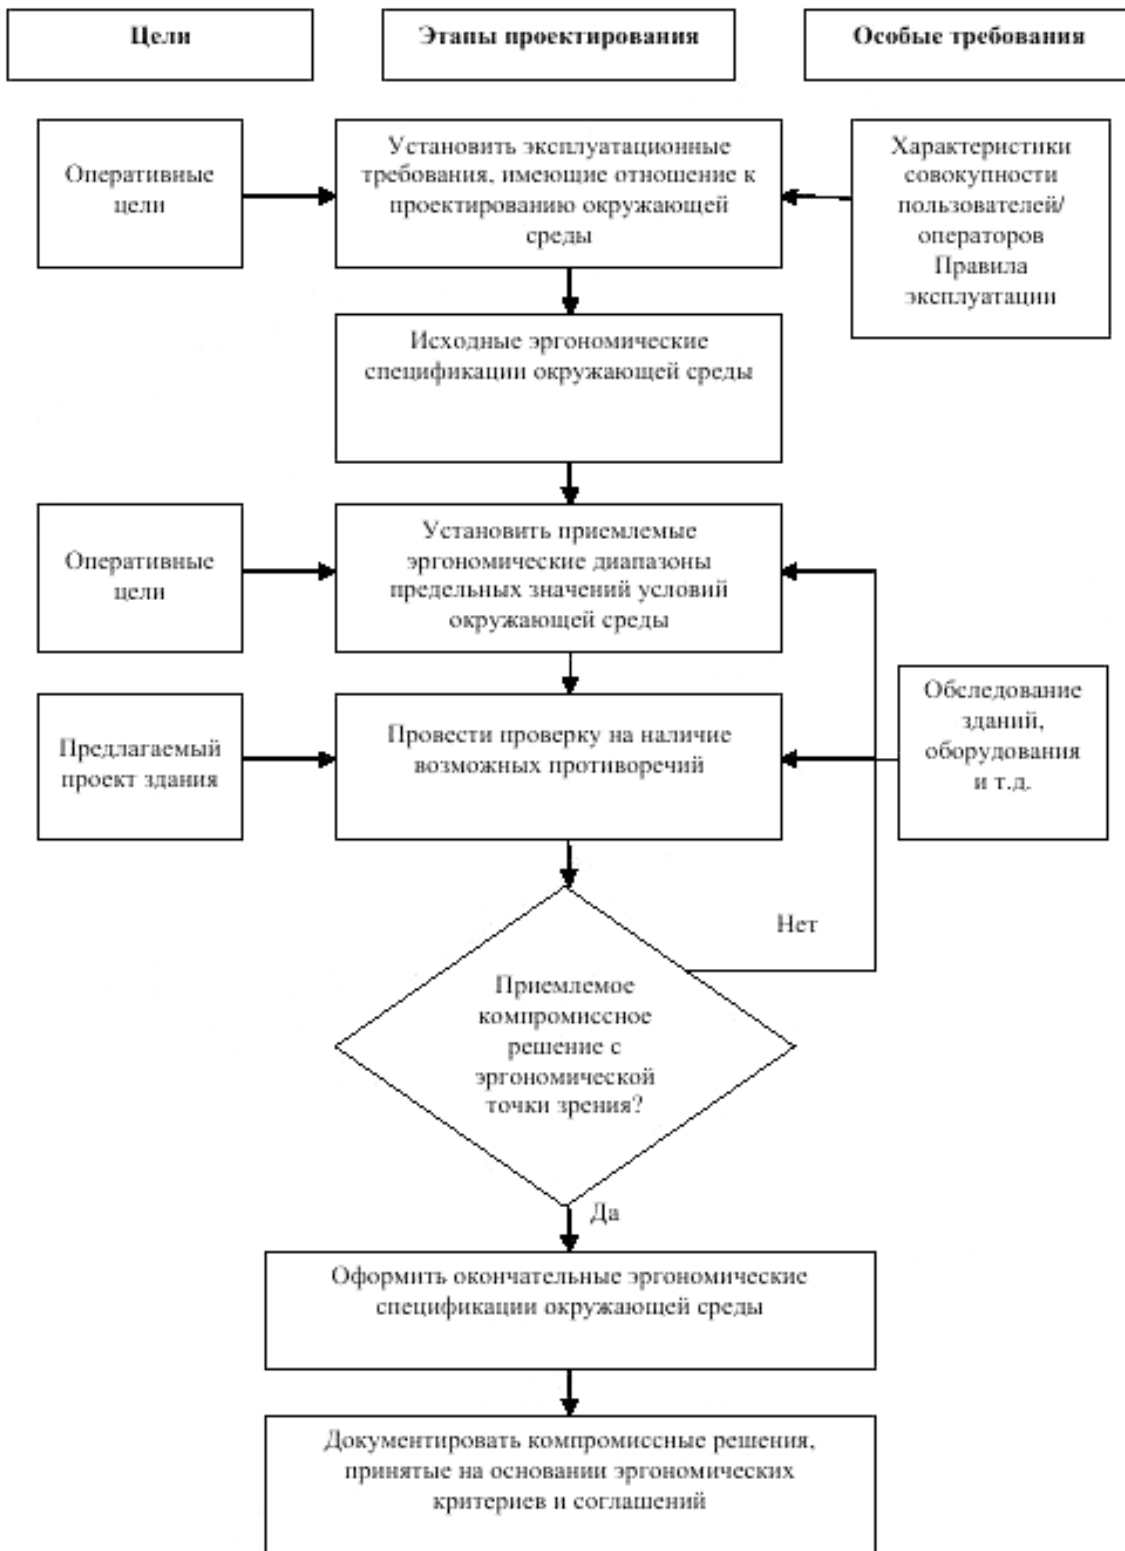 Цели
Этапы проектирования
Особые требования
Оперативные
цели
Установить эксплуатационные
требования, имеющие отношение к
проектированию окружающей
среды
Характеристики
совокупности
пользователей/
операторов
Правила
эксплуатации
Исходные эргономические
спецификации окружающей среды
Оперативные
цели
Установить приемлемые
эргономические диапазоны
предельных значений условий
окружающей среды
Предлагаемый
проект здания
Провести проверку на наличие
возможных противоречий
Обследование
зданий,
оборудования
и т.д.
Нет
Приемлемое
компромиссное
решение с
эргономической
точки зрения?
Да
Оформить окончательные эргономические
спецификации окружающей среды
Документировать компромиссные решения,
принятые на основании эргономических
критериев и соглашений